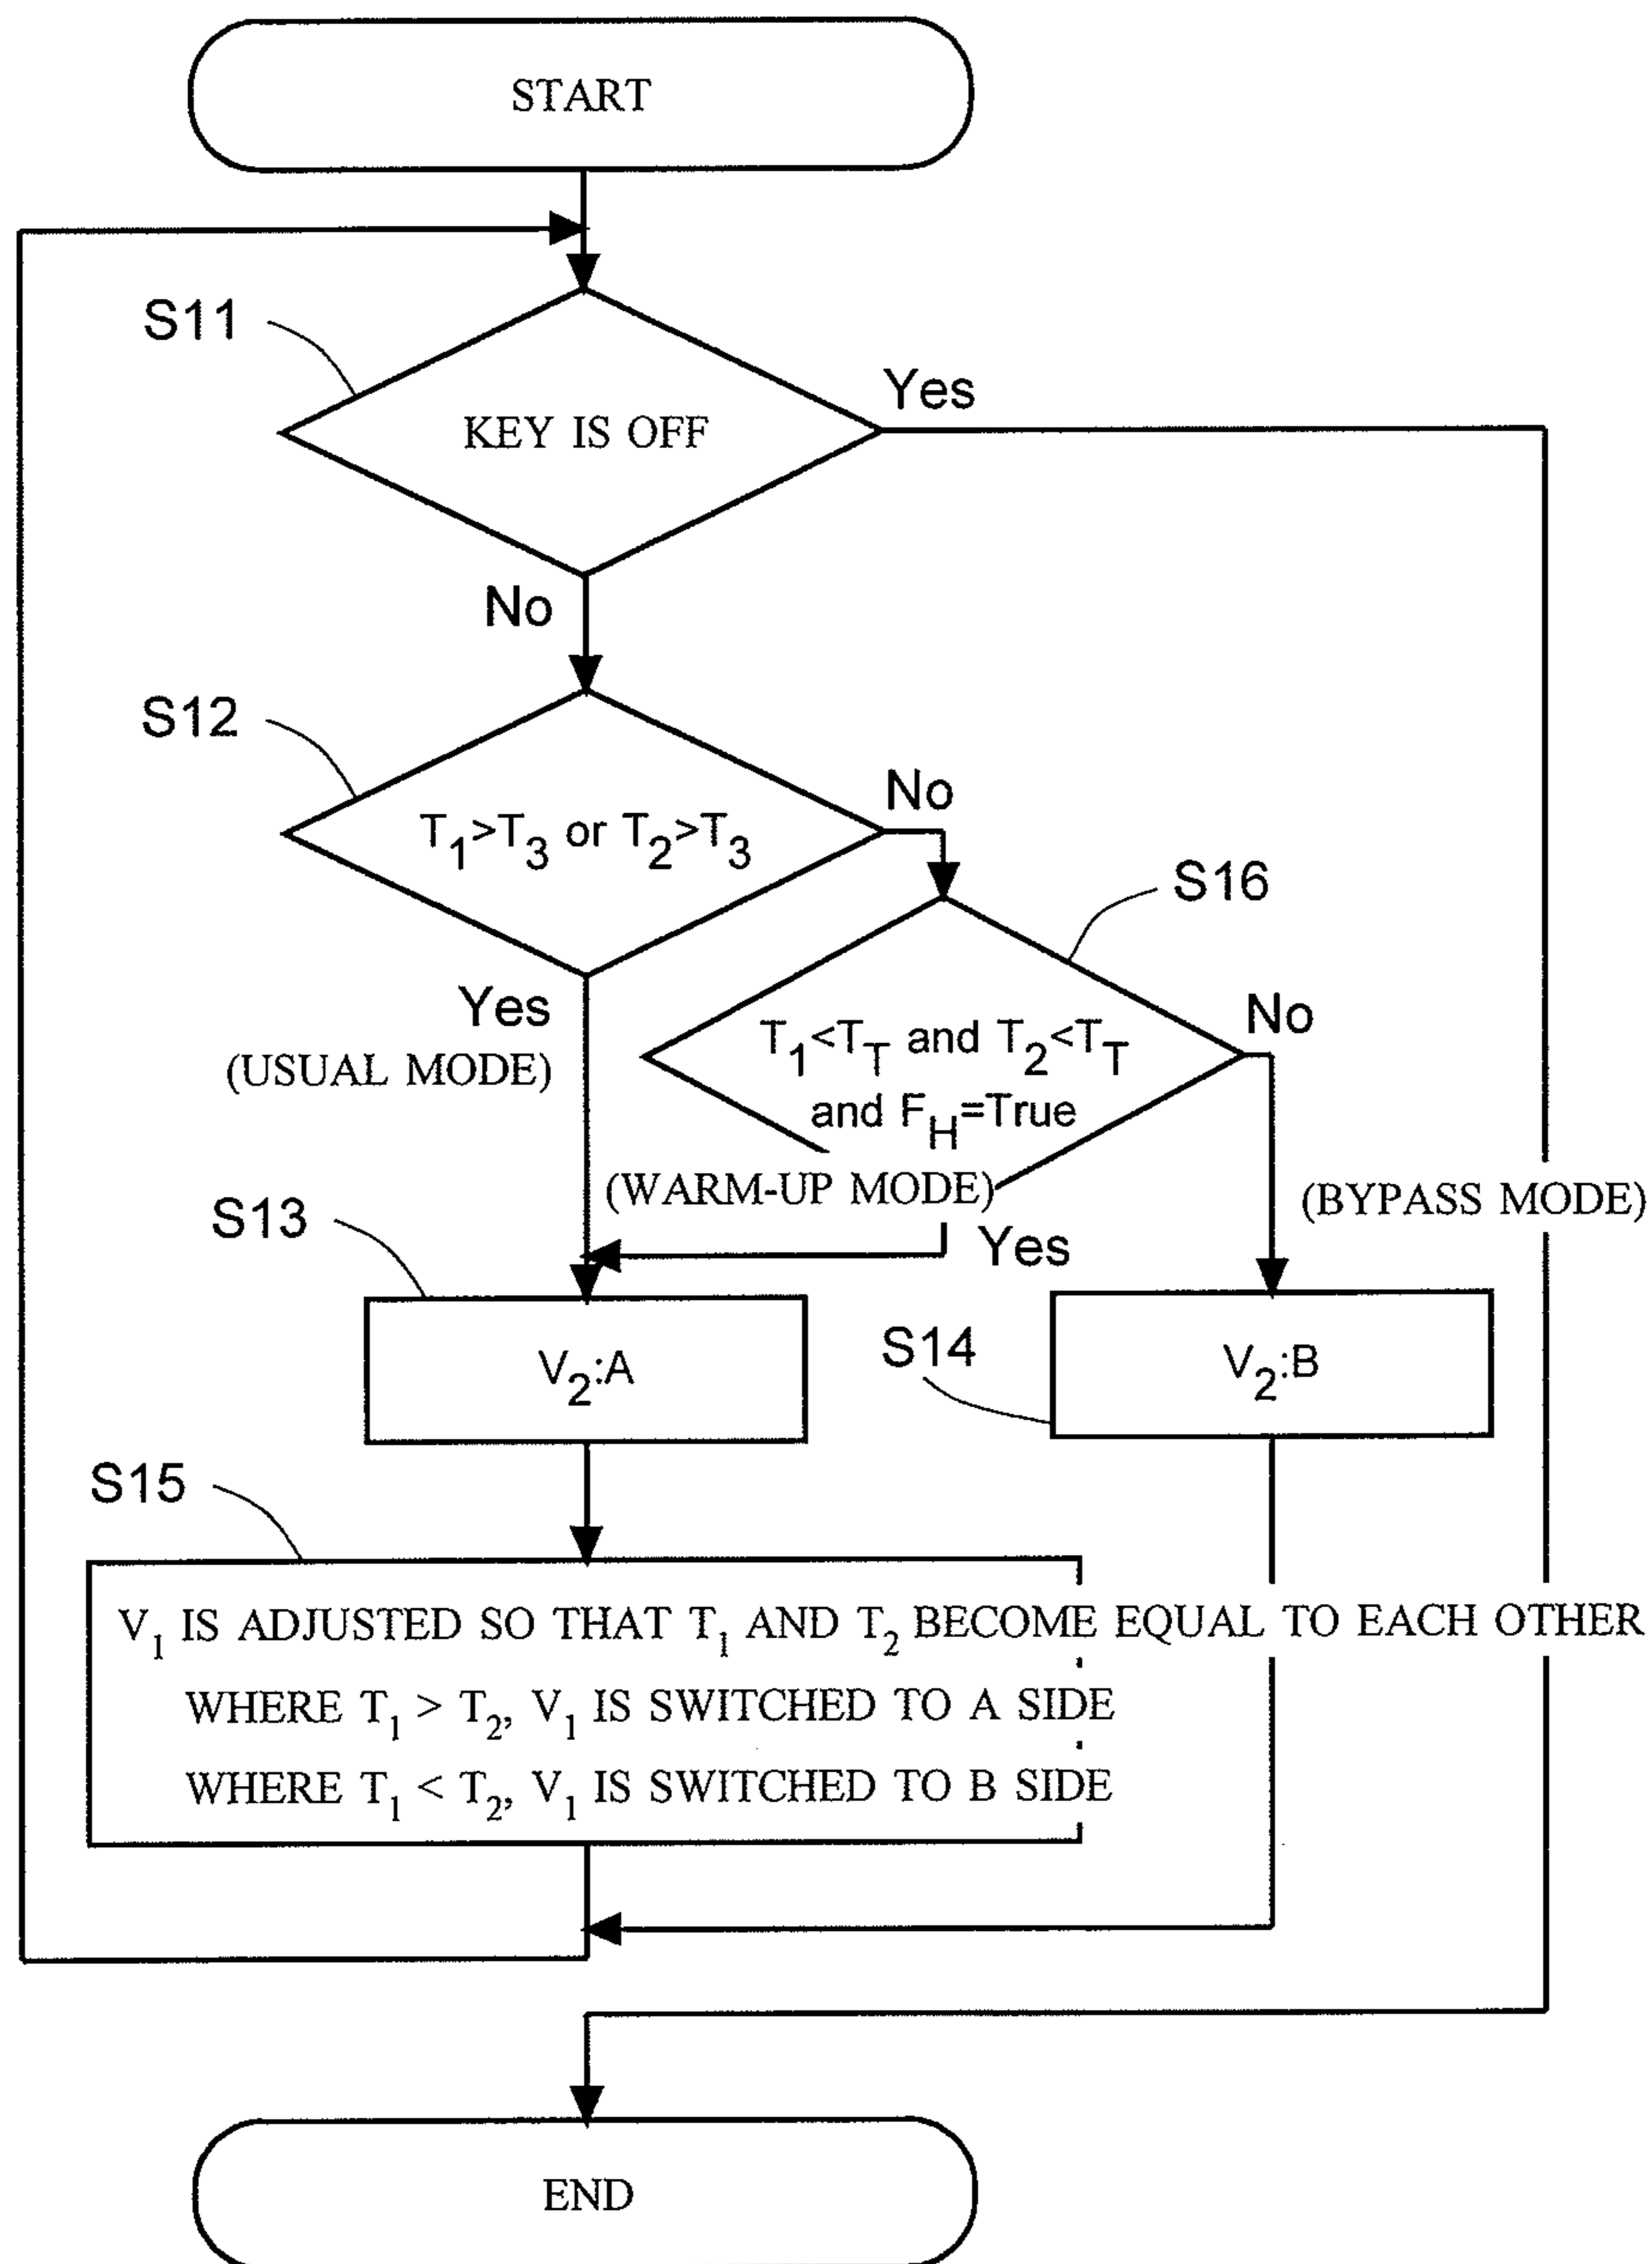 START
S11
Yes
KEY IS OFF
No
S12
No
T₁>T₃ or T₂>T₃
S16
Yes
(USUAL MODE)
T₁<T_T and T₂<T_T
and F_H=True
No
(WARM-UP MODE)
(BYPASS MODE)
S13
Yes
V₂:A
S14
V₂:B
S15
V₁ IS ADJUSTED SO THAT T₁ AND T₂ BECOME EQUAL TO EACH OTHER
WHERE T₁ > T₂, V₁ IS SWITCHED TO A SIDE
WHERE T₁ < T₂, V₁ IS SWITCHED TO B SIDE
END